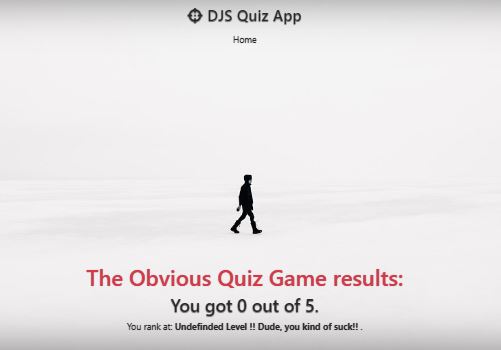 DJS Quiz App
Home
The Obvious Quiz Game results:
You got 0 out of 5.
You rank at: Undefinded Level !! Dude, you kind of suck!! .